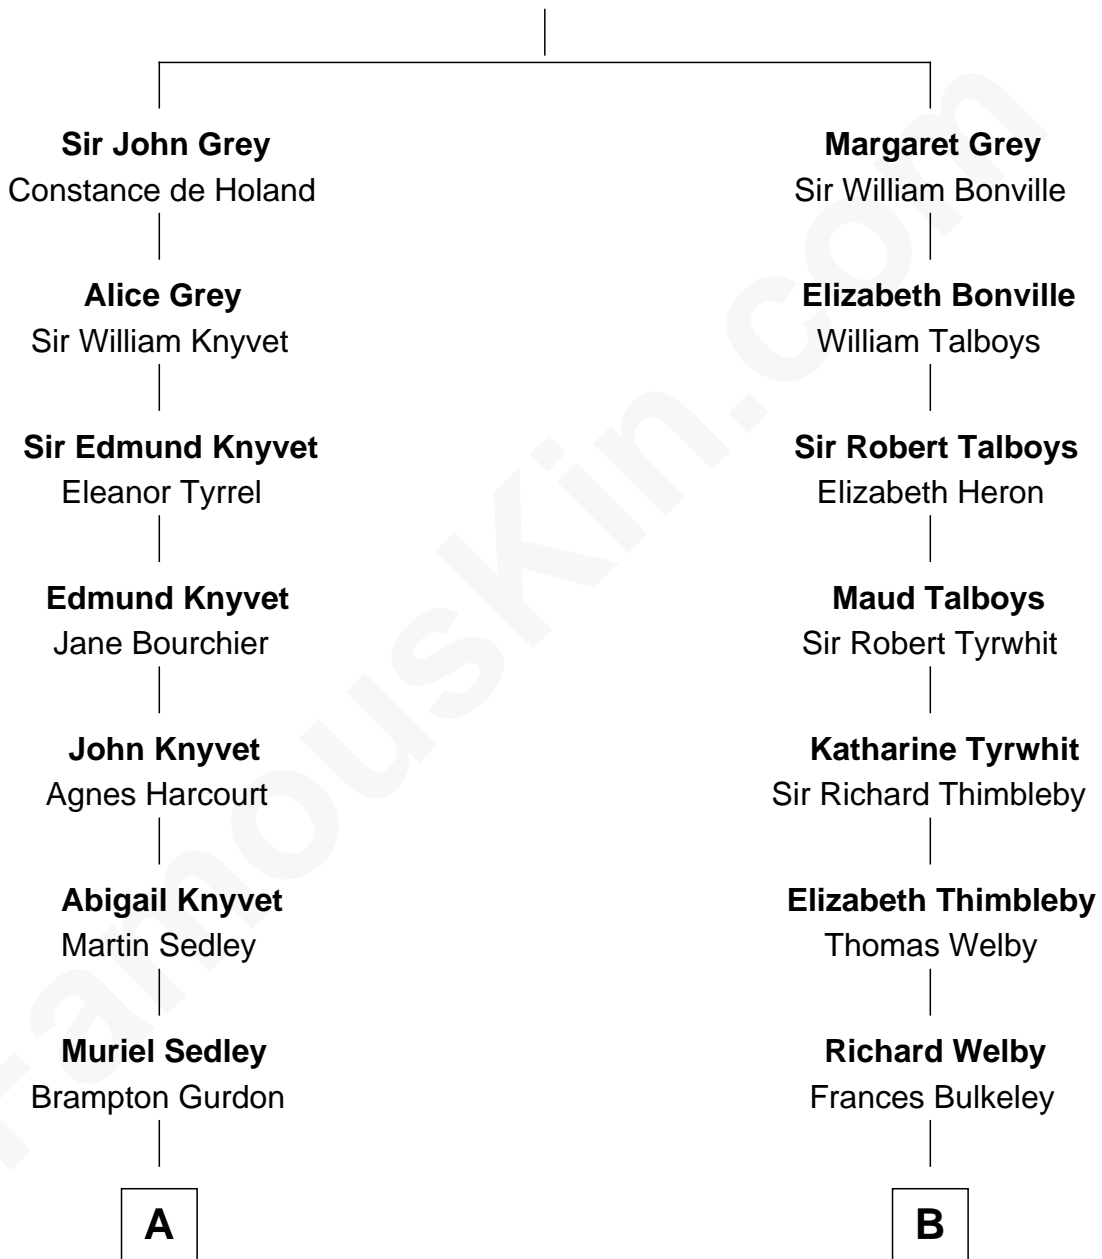 Sir John Grey
Constance de Holand
Margaret Grey
Sir William Bonville
Alice Grey
Sir William Knyvet
Elizabeth Bonville
William Talboys
Sir Edmund Knyvet
Eleanor Tyrrel
Sir Robert Talboys
Elizabeth Heron
Edmund Knyvet
Jane Bourchier
Maud Talboys
Sir Robert Tyrwhit
John Knyvet
Agnes Harcourt
Katharine Tyrwhit
Sir Richard Thimbleby
Abigail Knyvet
Martin Sedley
Elizabeth Thimbleby
Thomas Welby
Muriel Sedley
Brampton Gurdon
Richard Welby
Frances Bulkeley
A
B
FamousKin.com